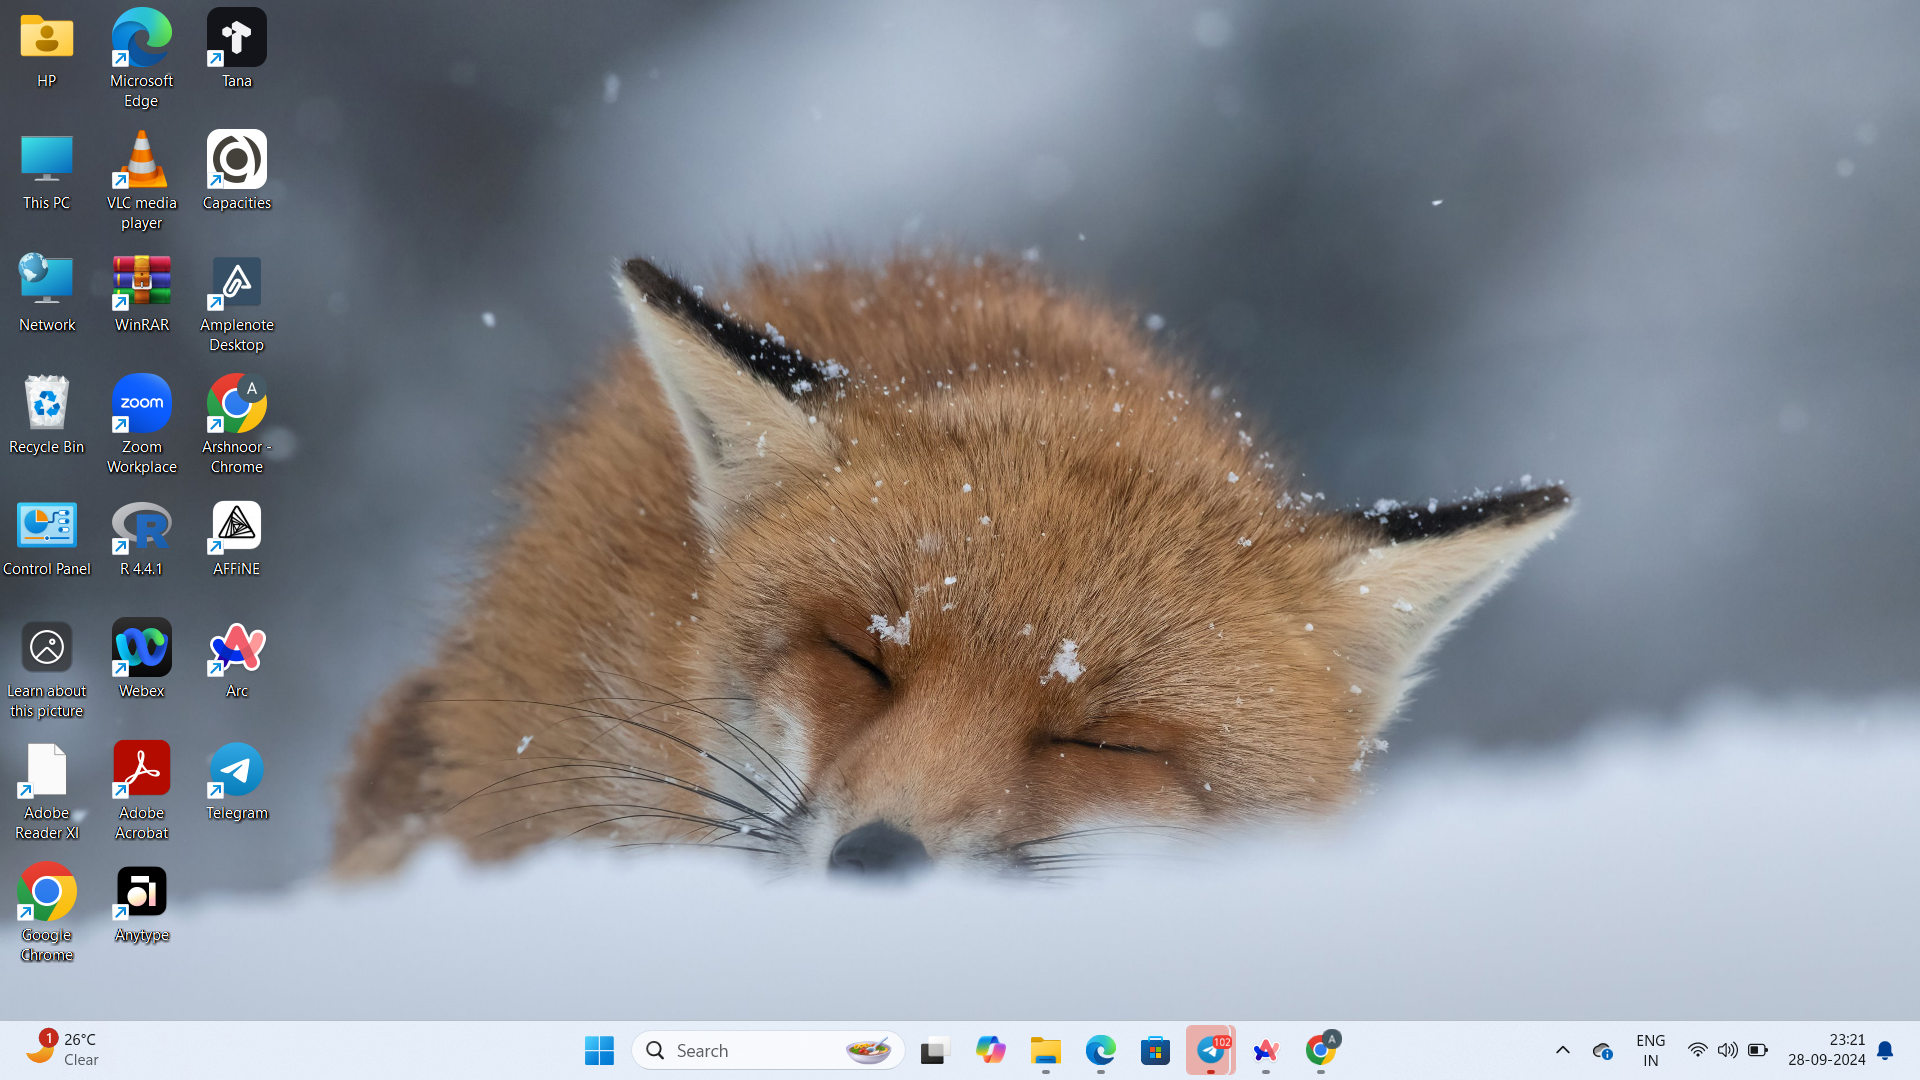 HP
Microsoft
Edge
Tana
This PC
VLC media
player
Capacities
Network
WinRAR
Amplenote
Desktop
Recycle Bin
zoom
Zoom
Workplace
A
Arshnoor -
Chrome
Control Panel
R
R 4.4.1
AFFiNE
Learn about
this picture
Webex
Arc
Adobe
Reader XI
Adobe
Acrobat
Telegram
Google
Chrome
Anytype
1
26°C
Clear
Search
102
A
ENG
IN
23:21
28-09-2024